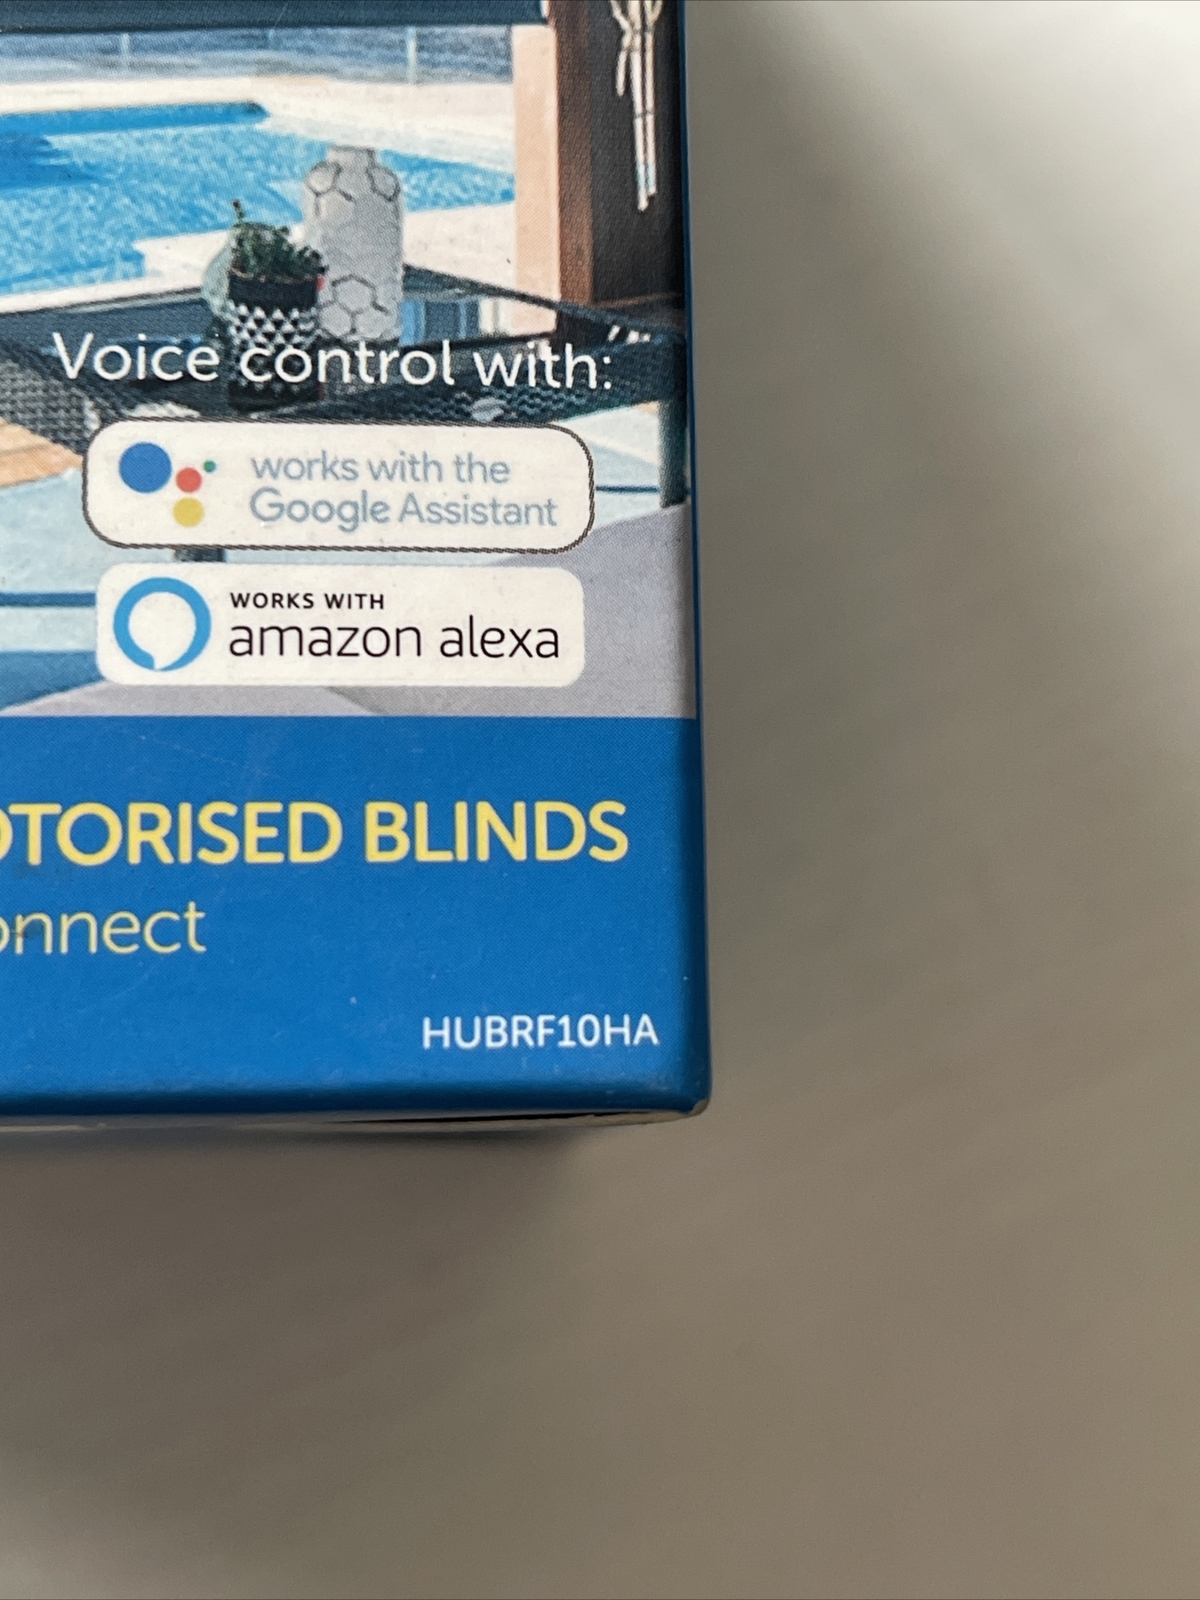 Voice control with:
works with the
Google Assistant
WORKS WITH
amazon alexa
OTORISED BLINDS
onnect
HUBRF10HA